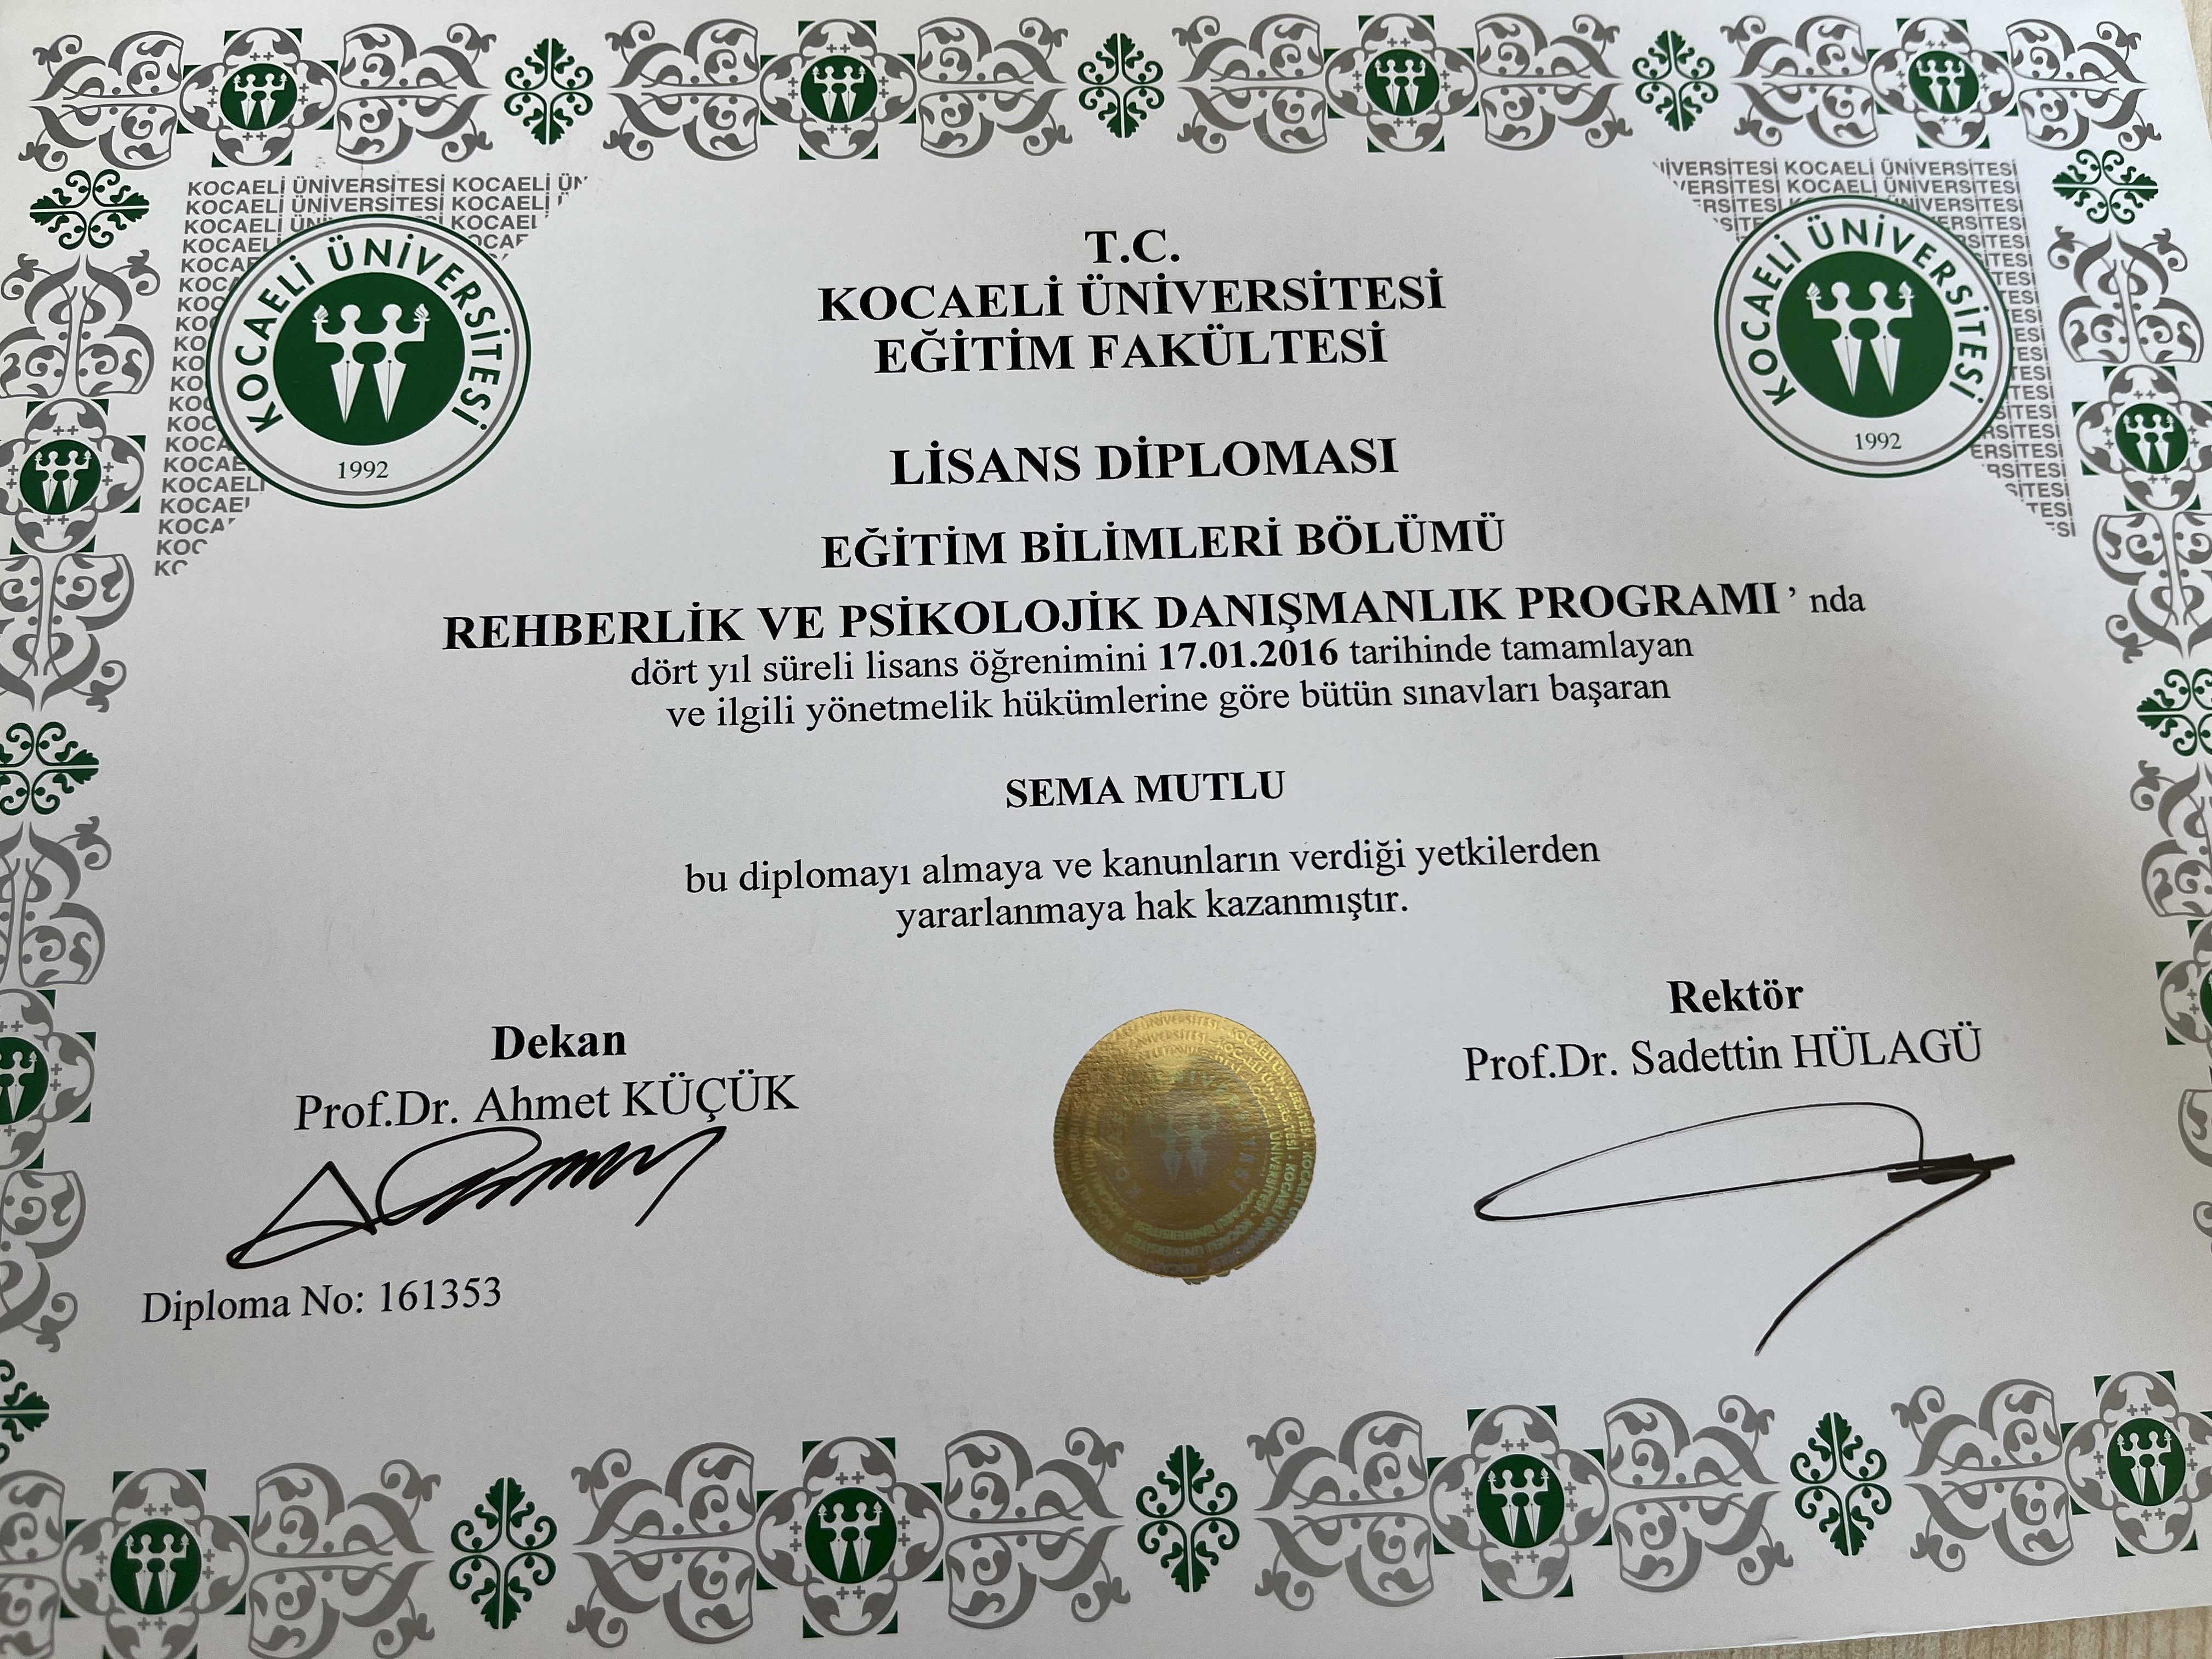 KOCAELİ ÜNİVERSİTESİ
1992
KOCAELİ ÜNİVERSİTESİ
1992
T.C.
KOCAELİ ÜNİVERSİTESİ
EĞİTİM FAKÜLTESİ
LİSANS DİPLOMASI
EĞİTİM BİLİMLERİ BÖLÜMÜ
REHBERLİK VE PSİKOLOJİK DANIŞMANLIK PROGRAMI ’ nda
dört yıl süreli lisans öğrenimini 17.01.2016 tarihinde tamamlayan
ve ilgili yönetmelik hükümlerine göre bütün sınavları başaran
SEMA MUTLU
bu diplomayı almaya ve kanunların verdiği yetkilerden
yararlanmaya hak kazanmıştır.
Dekan
Prof.Dr. Ahmet KÜÇÜK
Rektör
Prof.Dr. Sadettin HÜLAGÜ
Diploma No: 161353